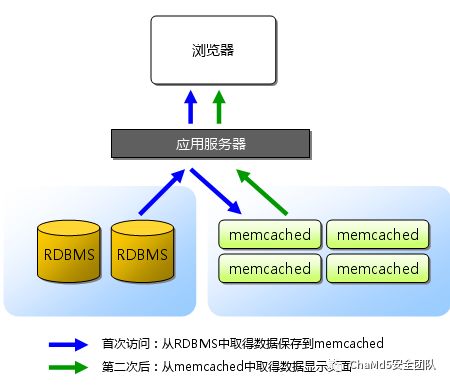 浏览器
应用服务器
RDBMS RDBMS
memcached memcached
memcached memcached
首次访问：从RDBMS中取得数据保存到memcached
第二次后：从memcached中取得数据显示页面
ChaMd5安全团队